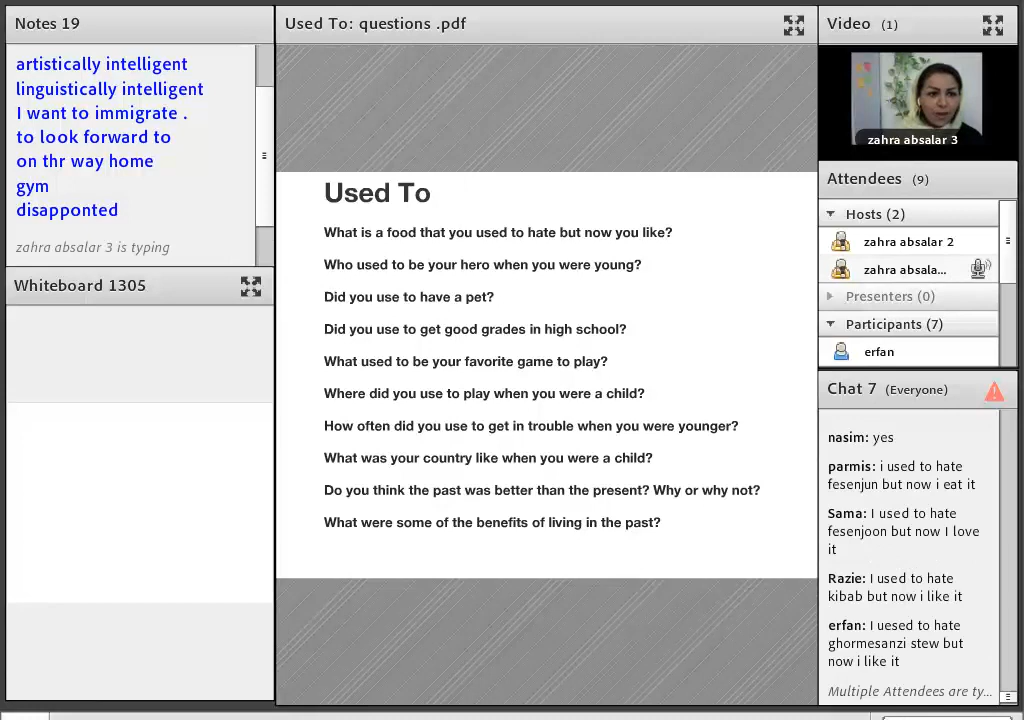 Notes 19
artistically intelligent
linguistically intelligent
I want to immigrate .
to look forward to
on thr way home
gym
disapponted
zahra absalar 3 is typing
Whiteboard 1305
Used To: questions .pdf
Used To
What is a food that you used to hate but now you like?
Who used to be your hero when you were young?
Did you use to have a pet?
Did you use to get good grades in high school?
What used to be your favorite game to play?
Where did you use to play when you were a child?
How often did you use to get in trouble when you were younger?
What was your country like when you were a child?
Do you think the past was better than the present? Why or why not?
What were some of the benefits of living in the past?
Video (1)
zahra absalar 3
Attendees (9)
Hosts (2)
zahra absalar 2
zahra absala...
Presenters (0)
Participants (7)
erfan
Chat 7 (Everyone)
nasim: yes
parmis: i used to hate
fesenjun but now i eat it
Sama: I used to hate
fesenjoon but now I love
it
Razie: I used to hate
kibab but now i like it
erfan: I uesed to hate
ghormesanzi stew but
now i like it
Multiple Attendees are ty...